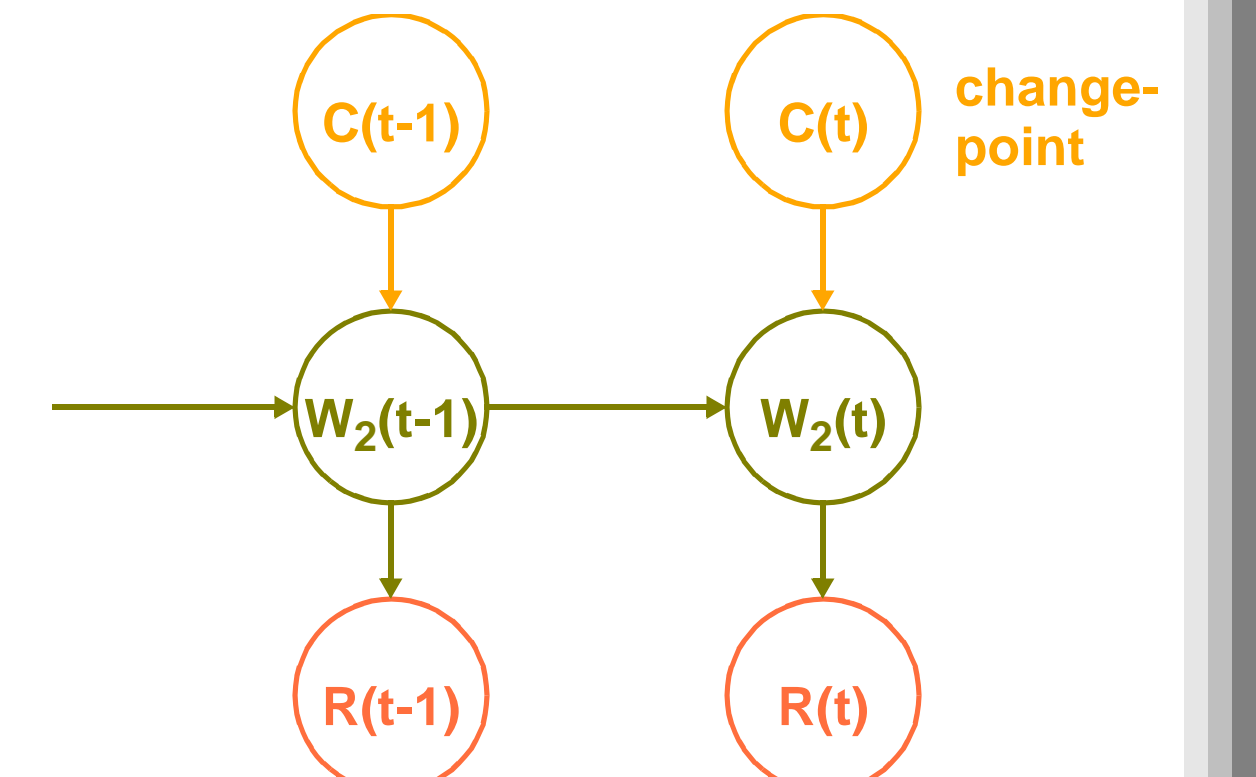 C(t-1)
C(t)
change-
point
W₂(t-1)
W₂(t)
R(t-1)
R(t)